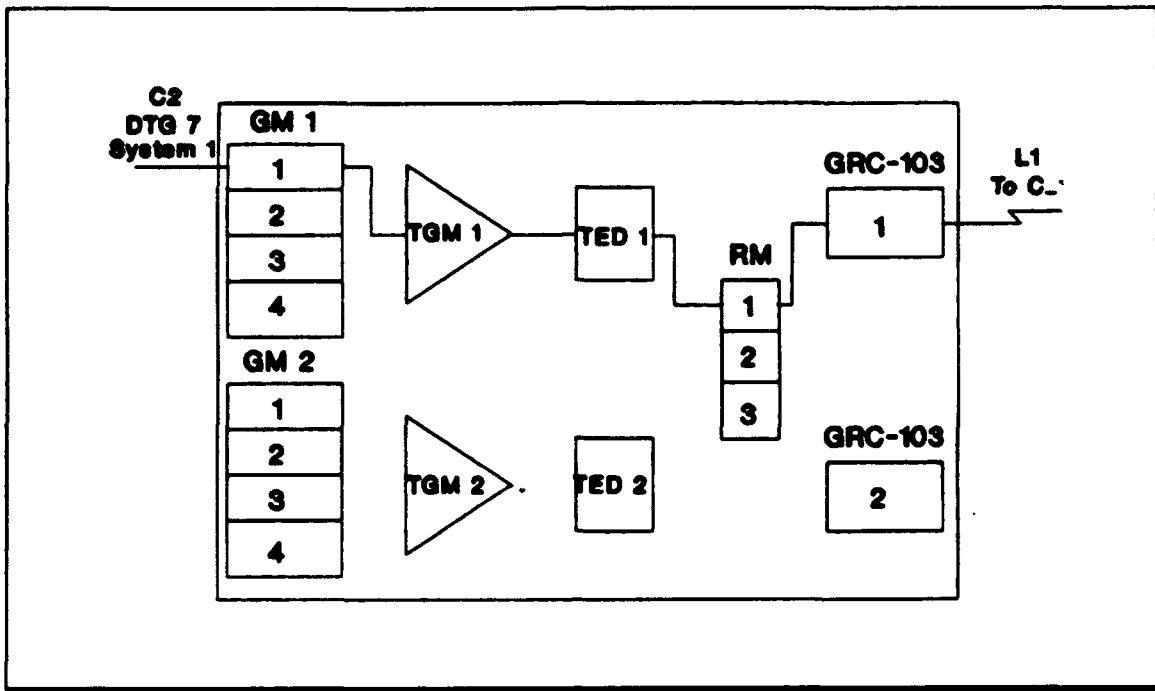 C2
DTG 7
System 1
GM 1
1
2
3
4
TGM 1
TED 1
RM
1
2
3
GRC-103
1
L1
To
GM 2
1
2
3
4
TGM 2
TED 2
GRC-103
2